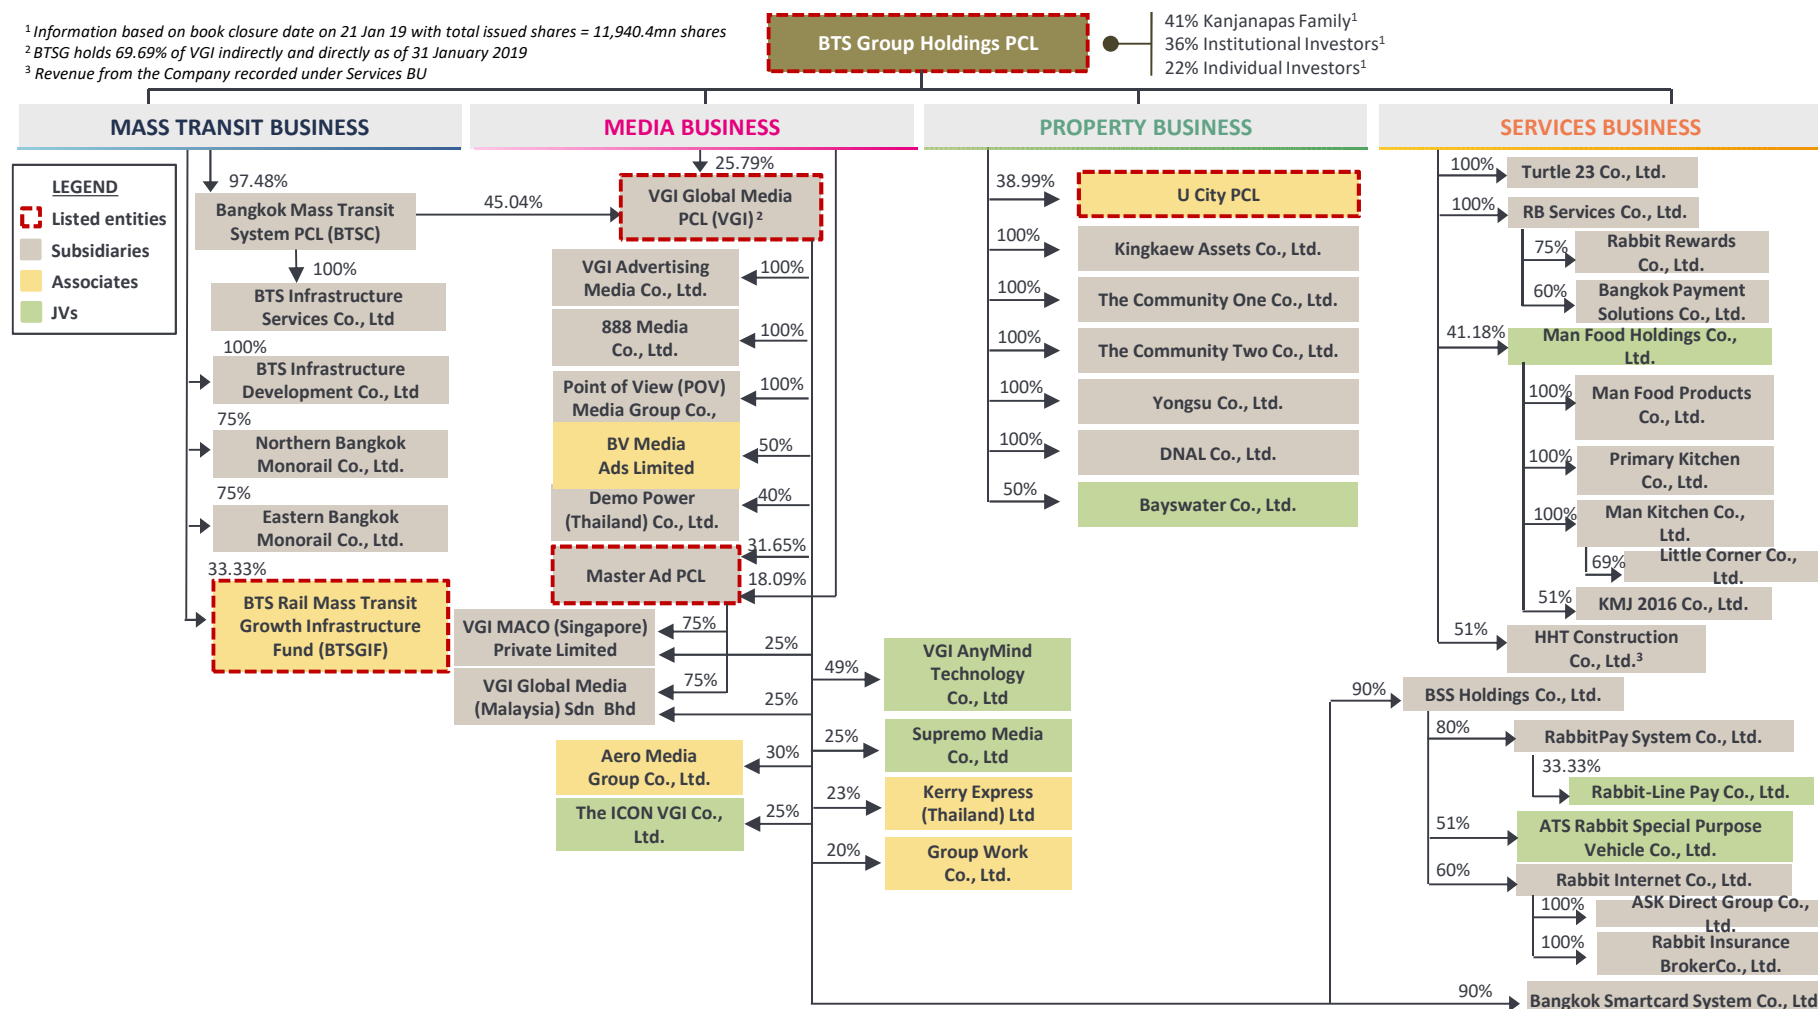 ¹ Information based on book closure date on 21 Jan 19 with total issued shares = 11,940.4mn shares
² BTSG holds 69.69% of VGI indirectly and directly as of 31 January 2019
³ Revenue from the Company recorded under Services BU
BTS Group Holdings PCL
41% Kanjanapas Family¹
36% Institutional Investors¹
22% Individual Investors¹
MASS TRANSIT BUSINESS
MEDIA BUSINESS
PROPERTY BUSINESS
SERVICES BUSINESS
LEGEND
Listed entities
Subsidiaries
Associates
JVs
97.48%
Bangkok Mass Transit
System PCL (BTSC)
45.04%
100%
BTS Infrastructure
Services Co., Ltd
100%
BTS Infrastructure
Development Co., Ltd
75%
Northern Bangkok
Monorail Co., Ltd.
75%
Eastern Bangkok
Monorail Co., Ltd.
33.33%
BTS Rail Mass Transit
Growth Infrastructure
Fund (BTSGIF)
25.79%
VGI Global Media
PCL (VGI) ²
VGI Advertising
Media Co., Ltd.
100%
888 Media
Co., Ltd.
100%
Point of View (POV)
Media Group Co.,
100%
BV Media
Ads Limited
50%
Demo Power
(Thailand) Co., Ltd.
40%
31.65%
Master Ad PCL
18.09%
VGI MACO (Singapore)
Private Limited
75%
25%
VGI Global Media
(Malaysia) Sdn Bhd
75%
25%
Aero Media
Group Co., Ltd.
30%
The ICON VGI Co.,
Ltd.
25%
49%
VGI AnyMind
Technology
Co., Ltd
25%
Supremo Media
Co., Ltd
23%
Kerry Express
(Thailand) Ltd
20%
Group Work
Co., Ltd.
38.99%
U City PCL
100%
Kingkaew Assets Co., Ltd.
100%
The Community One Co., Ltd.
100%
The Community Two Co., Ltd.
100%
Yongsu Co., Ltd.
100%
DNAL Co., Ltd.
50%
Bayswater Co., Ltd.
100%
Turtle 23 Co., Ltd.
100%
RB Services Co., Ltd.
75%
Rabbit Rewards
Co., Ltd.
60%
Bangkok Payment
Solutions Co., Ltd.
41.18%
Man Food Holdings Co.,
Ltd.
100%
Man Food Products
Co., Ltd.
100%
Primary Kitchen
Co., Ltd.
100%
Man Kitchen Co.,
Ltd.
69%
Little Corner Co.,
Ltd.
51%
KMJ 2016 Co., Ltd.
51%
HHT Construction
Co., Ltd.³
90%
BSS Holdings Co., Ltd.
80%
RabbitPay System Co., Ltd.
33.33%
Rabbit-Line Pay Co., Ltd.
51%
ATS Rabbit Special Purpose
Vehicle Co., Ltd.
60%
Rabbit Internet Co., Ltd.
100%
ASK Direct Group Co.,
Ltd.
100%
Rabbit Insurance
BrokerCo., Ltd.
90%
Bangkok Smartcard System Co., Ltd